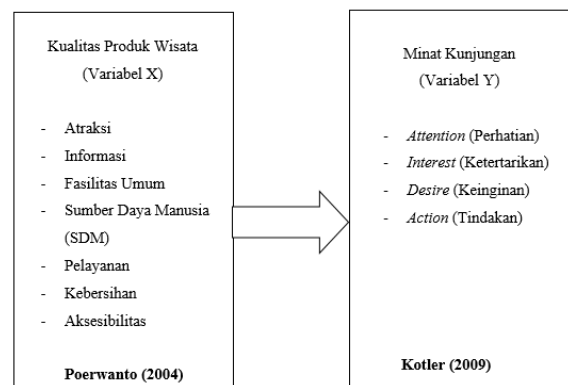 Kualitas Produk Wisata
(Variabel X)
- Atraksi
- Informasi
- Fasilitas Umum
- Sumber Daya Manusia
(SDM)
- Pelayanan
- Kebersihan
- Aksesibilitas
Poerwanto (2004)
Minat Kunjungan
(Variabel Y)
- Attention (Perhatian)
- Interest (Ketertarikan)
- Desire (Keinginan)
- Action (Tindakan)
Kotler (2009)